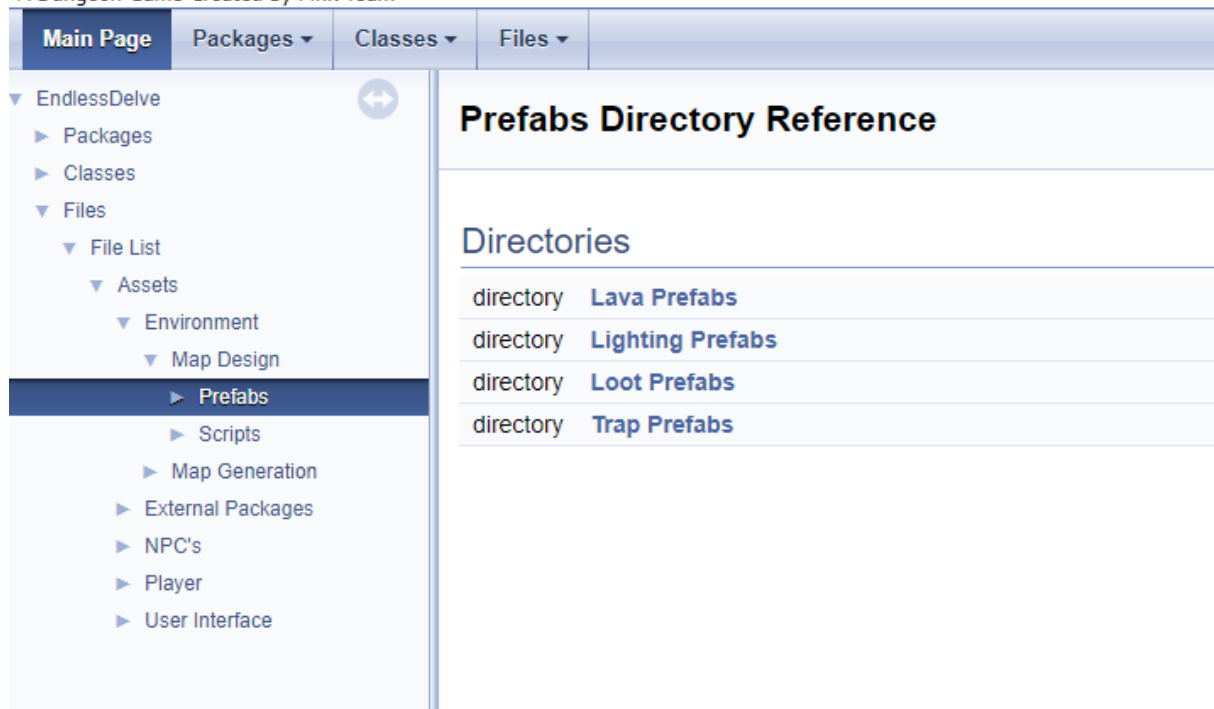 Main Page Packages Classes Files
EndlessDelve
Packages
Classes
Files
File List
Assets
Environment
Map Design
Prefabs
Scripts
Map Generation
External Packages
NPC's
Player
User Interface
Prefabs Directory Reference
Directories
directory Lava Prefabs
directory Lighting Prefabs
directory Loot Prefabs
directory Trap Prefabs